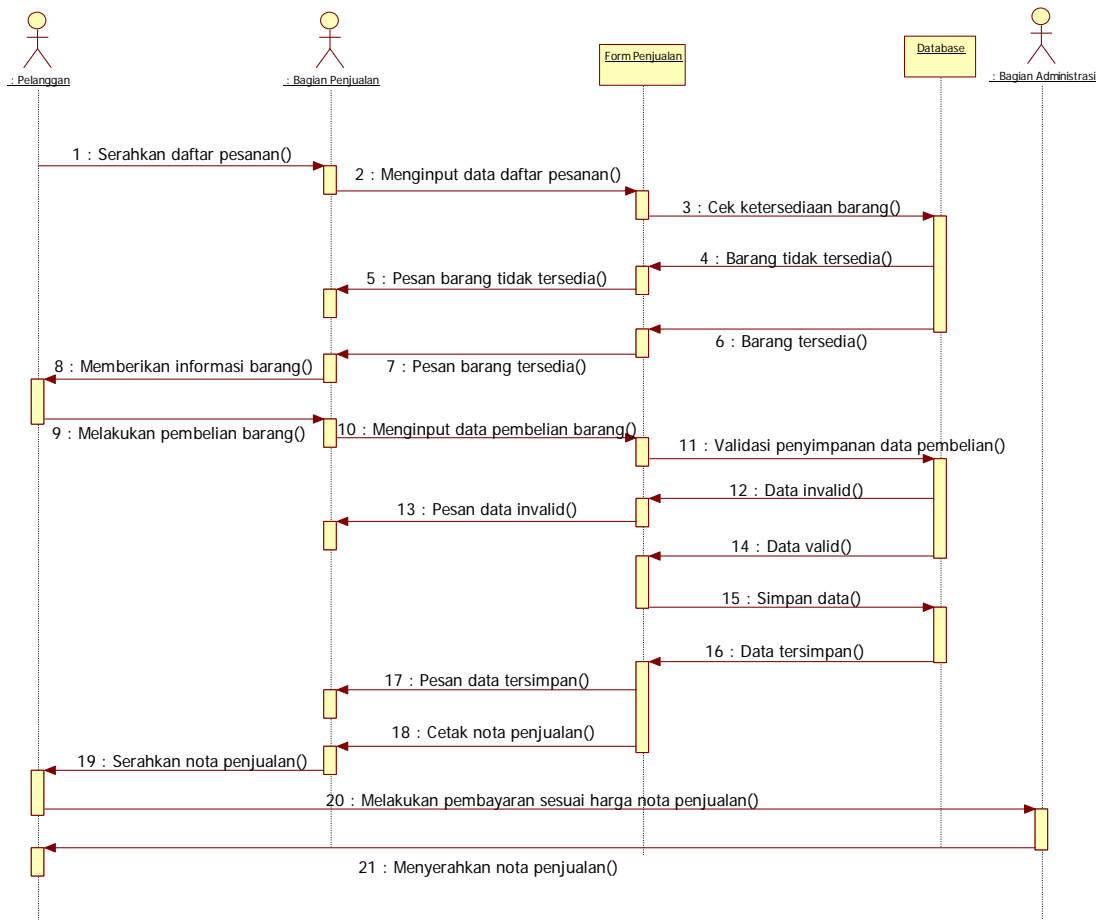 : Pelanggan
: Bagian Penjualan
Form Penjualan
Database
: Bagian Administrasi
1 : Serahkan daftar pesanan()
2 : Menginput data daftar pesanan()
3 : Cek ketersediaan barang()
4 : Barang tidak tersedia()
5 : Pesan barang tidak tersedia()
6 : Barang tersedia()
7 : Pesan barang tersedia()
8 : Memberikan informasi barang()
9 : Melakukan pembelian barang()
10 : Menginput data pembelian barang()
11 : Validasi penyimpanan data pembelian()
12 : Data invalid()
13 : Pesan data invalid()
14 : Data valid()
15 : Simpan data()
16 : Data tersimpan()
17 : Pesan data tersimpan()
18 : Cetak nota penjualan()
19 : Serahkan nota penjualan()
20 : Melakukan pembayaran sesuai harga nota penjualan()
21 : Menyerahkan nota penjualan()